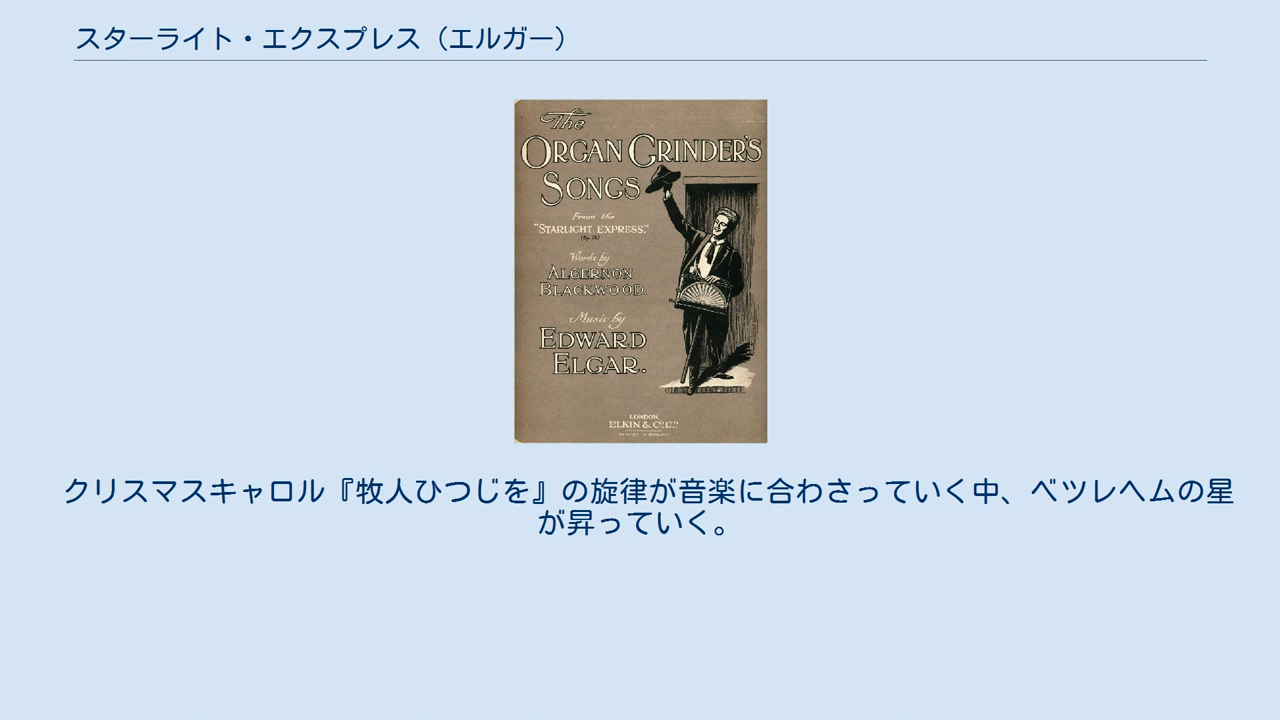 スターライト・エクスプレス（エルガー）
The
ORGAN GRINDER'S
SONGS
From the
"STARLIGHT EXPRESS."
(Op. 78)
Words by
ALGERNON
BLACKWOOD.
Music by
EDWARD
ELGAR.
LONDON,
ELKIN & CO. LTD.
クリスマスキャロル『牧人ひつじを』の旋律が音楽に合わさっていく中、ベツレヘムの星
が昇っていく。